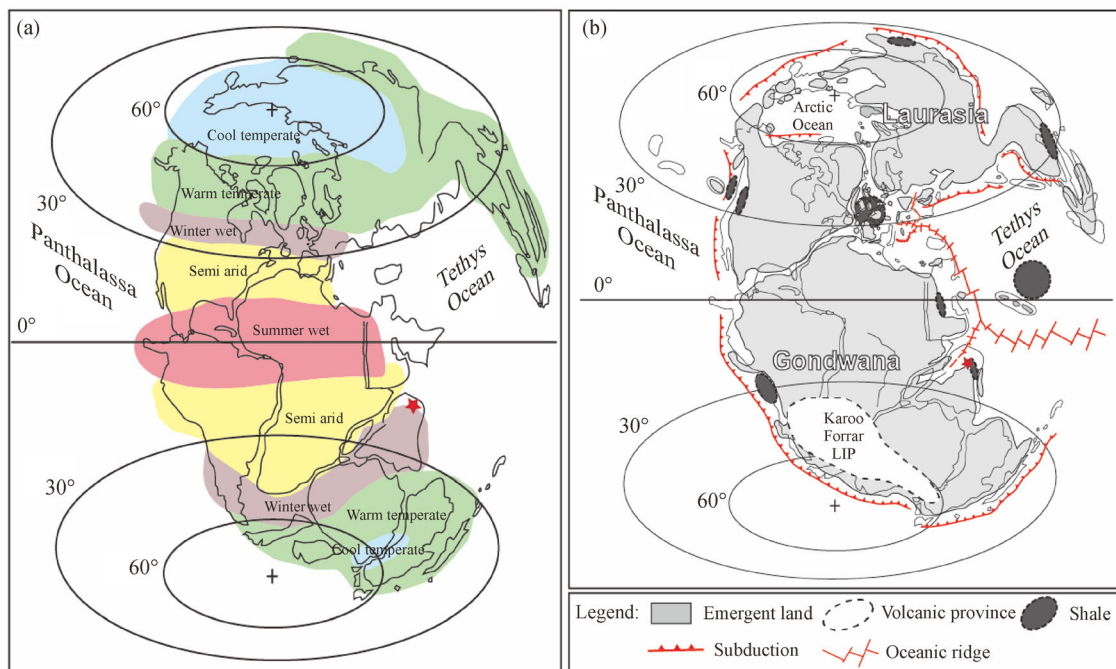 (a)
60°
Cool temperate
Warm temperate
30°
Winter wet
Panthalassa
Ocean
Semi arid
Tethys
Ocean
0°
Summer wet
Semi arid
30°
Winter wet
Warm temperate
Cool temperate
60°
(b)
60°
Arctic
Ocean
Laurasia
30°
Panthalassa
Ocean
Tethys
Ocean
0°
Gondwana
30°
Karoo
Forrar
LIP
60°
Legend:
Emergent land
Volcanic province
Shale
Subduction
Oceanic ridge